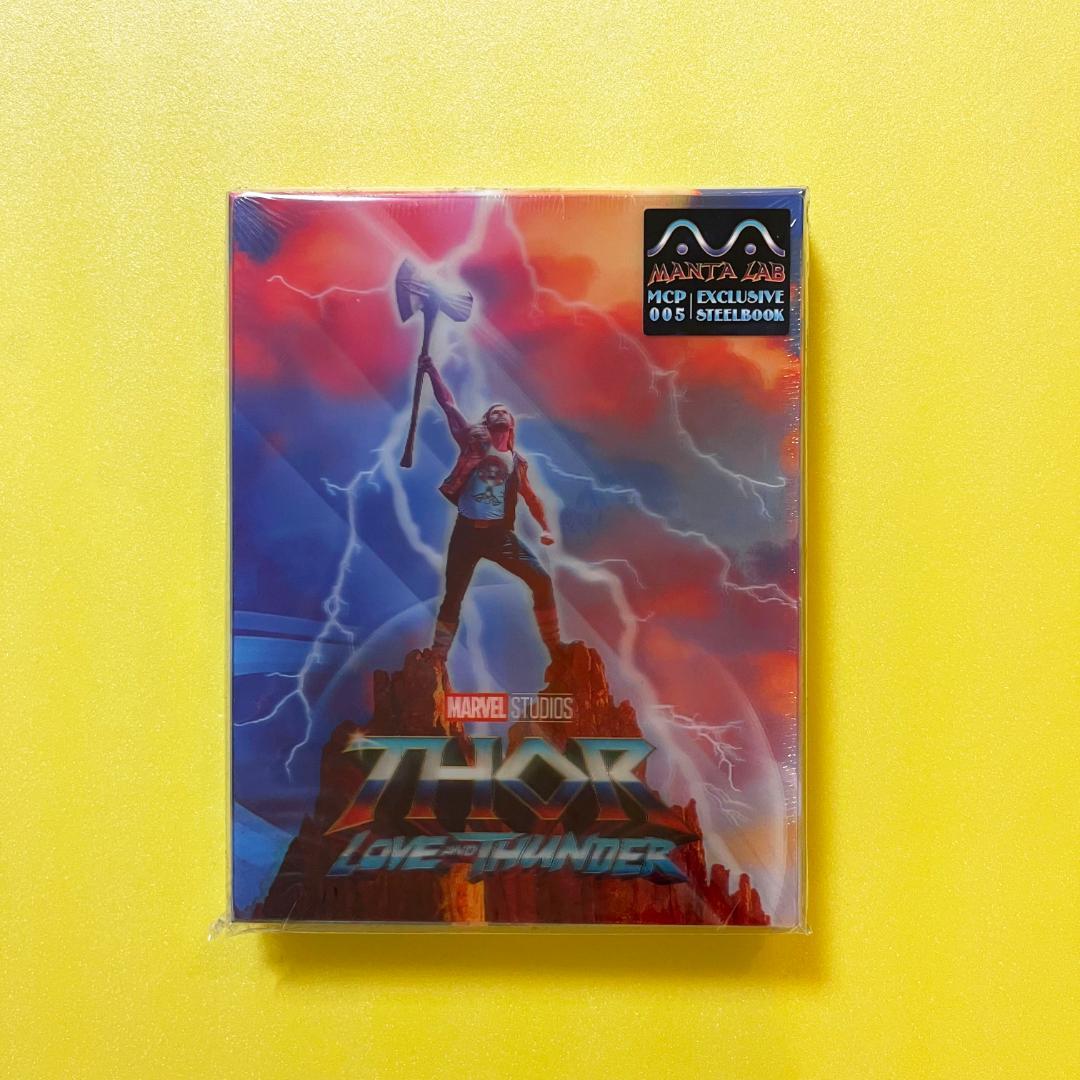 MANTA LAB
MCP EXCLUSIVE
005 STEELBOOK
MARVEL STUDIOS
THOR
LOVE AND THUNDER